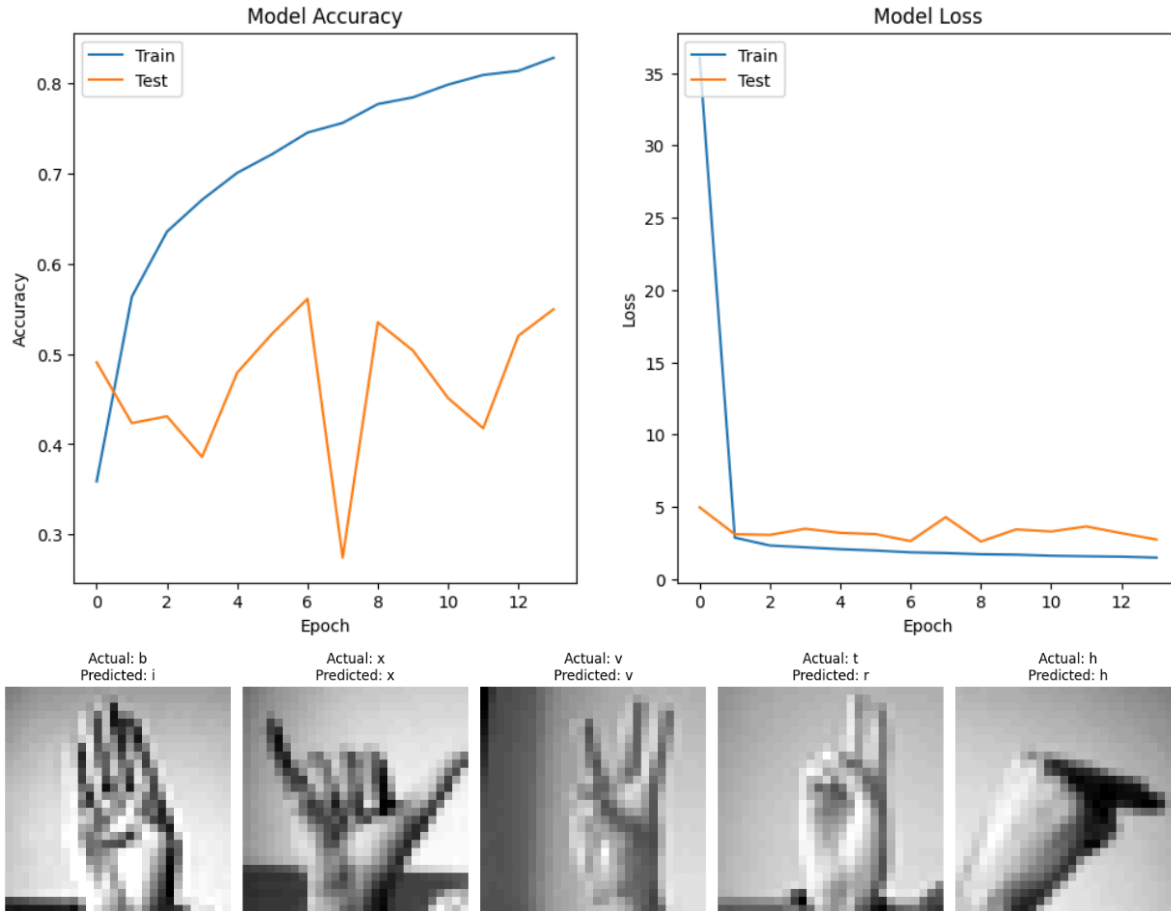 Model Accuracy
Train
Test
0.8
0.7
0.6
0.5
0.4
0.3
Accuracy
0 2 4 6 8 10 12
Epoch
Model Loss
Train
Test
35
30
25
20
15
10
5
0
Loss
0 2 4 6 8 10 12
Epoch
Actual: b
Predicted: i
Actual: x
Predicted: x
Actual: v
Predicted: v
Actual: t
Predicted: r
Actual: h
Predicted: h